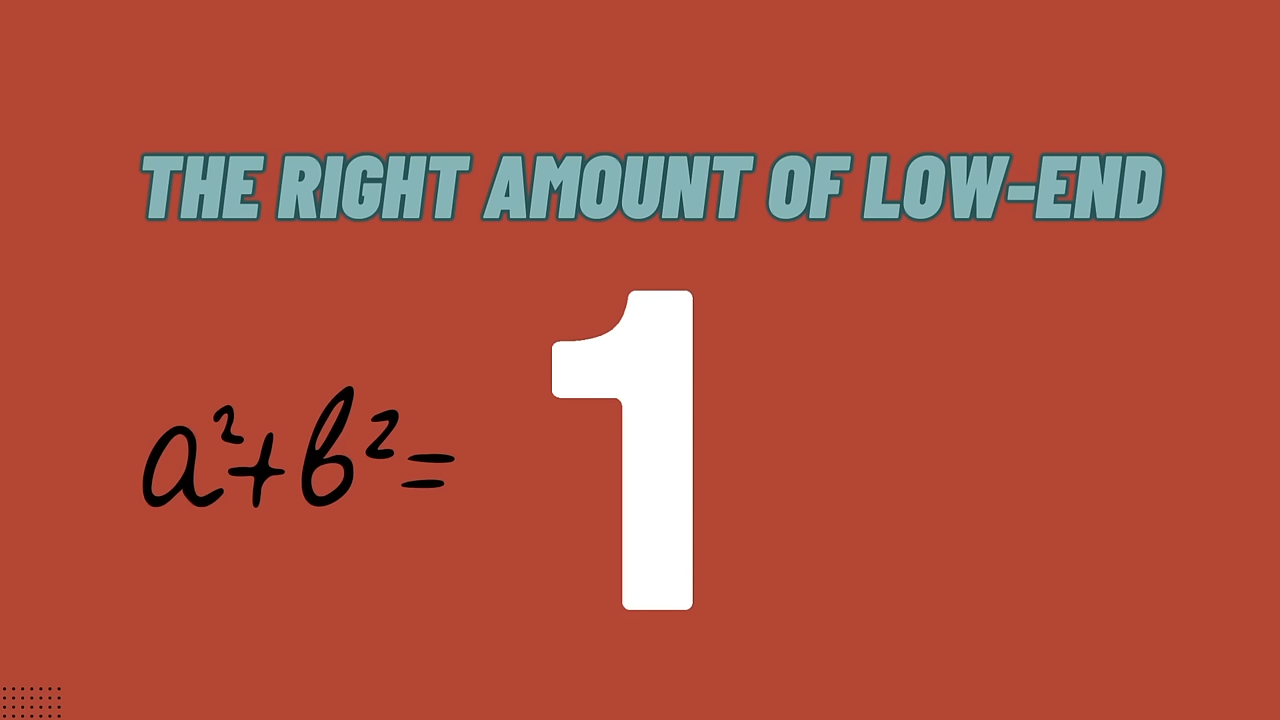 THE RIGHT AMOUNT OF LOW-END
a²+b²= 1